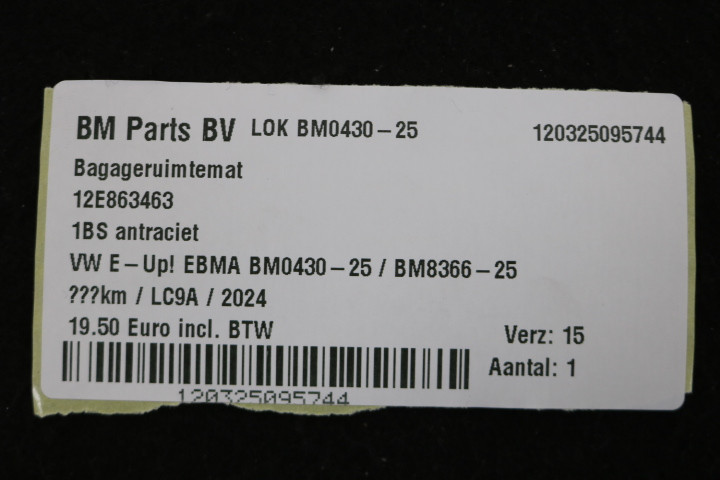 BM Parts BV LOK BM0430-25 120325095744
Bagageruimtemat
12E863463
1BS antraciet
VW E-Up! EBMA BM0430-25 / BM8366-25
???km / LC9A / 2024
19.50 Euro incl. BTW Verz: 15
Aantal: 1
120325095744